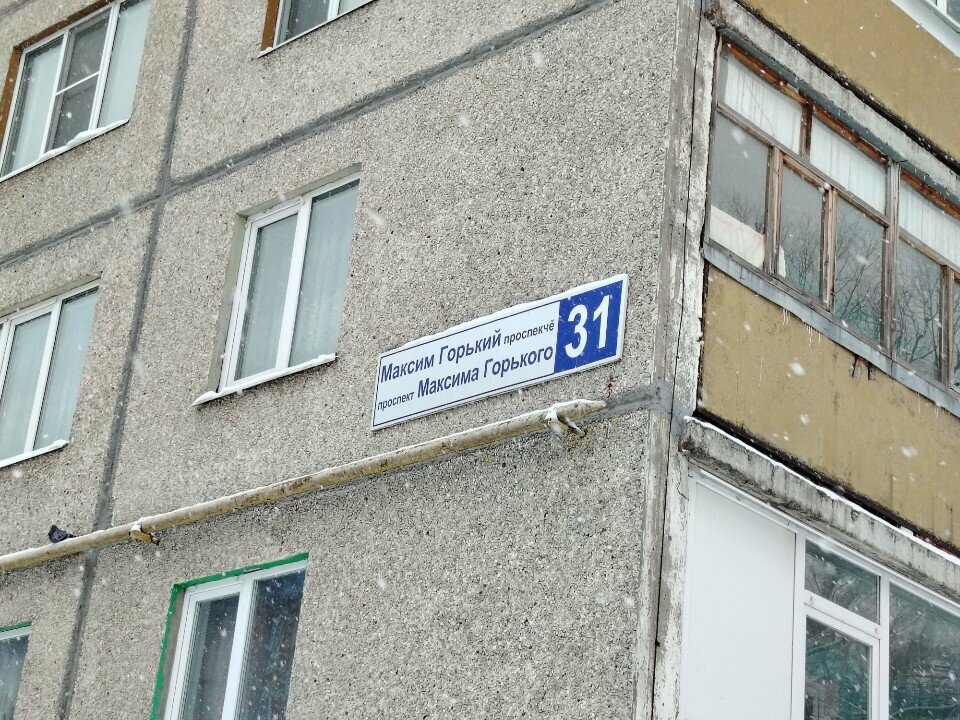 Максим Горький проспекчӗ
проспект Максима Горького
31